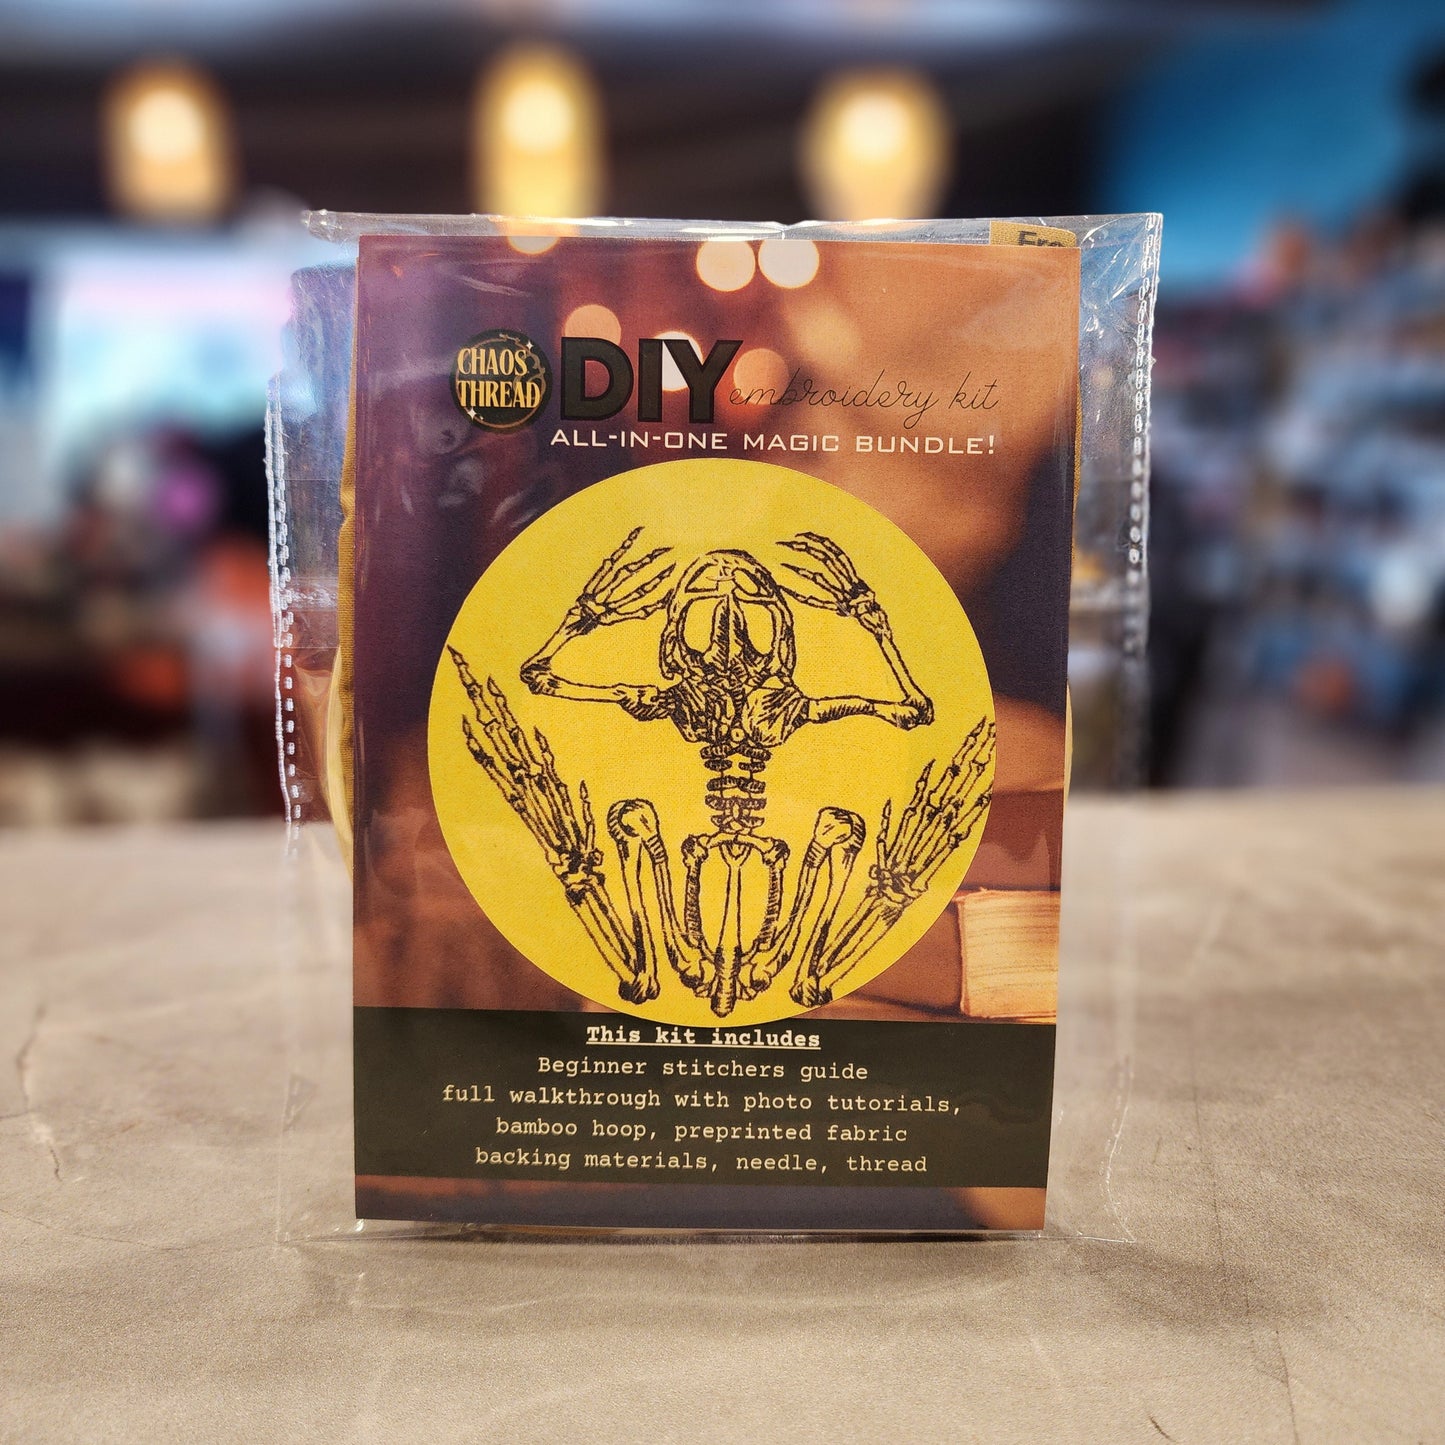 CHAOS
THREAD
DIY embroidery kit
ALL-IN-ONE MAGIC BUNDLE!
This kit includes
Beginner stitchers guide
full walkthrough with photo tutorials,
bamboo hoop, preprinted fabric
backing materials, needle, thread